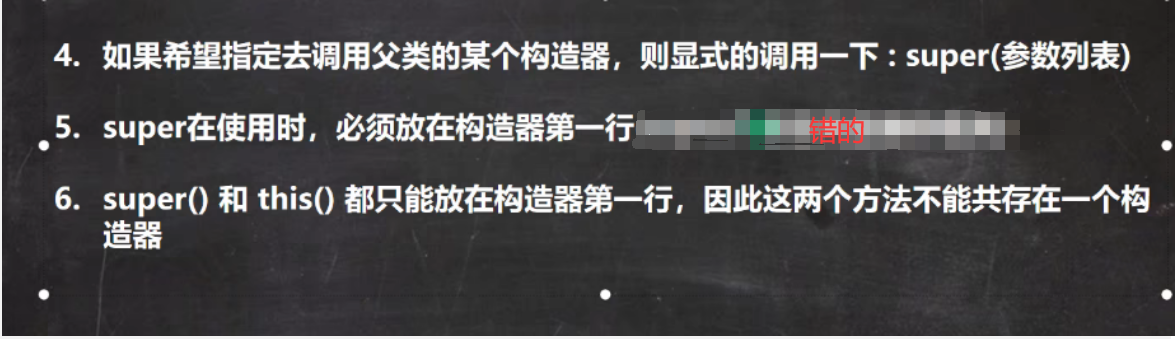 4. 如果希望指定去调用父类的某个构造器，则显式的调用一下 : super(参数列表)
5. super在使用时，必须放在构造器第一行 错的
6. super() 和 this() 都只能放在构造器第一行，因此这两个方法不能共存在一个构
造器